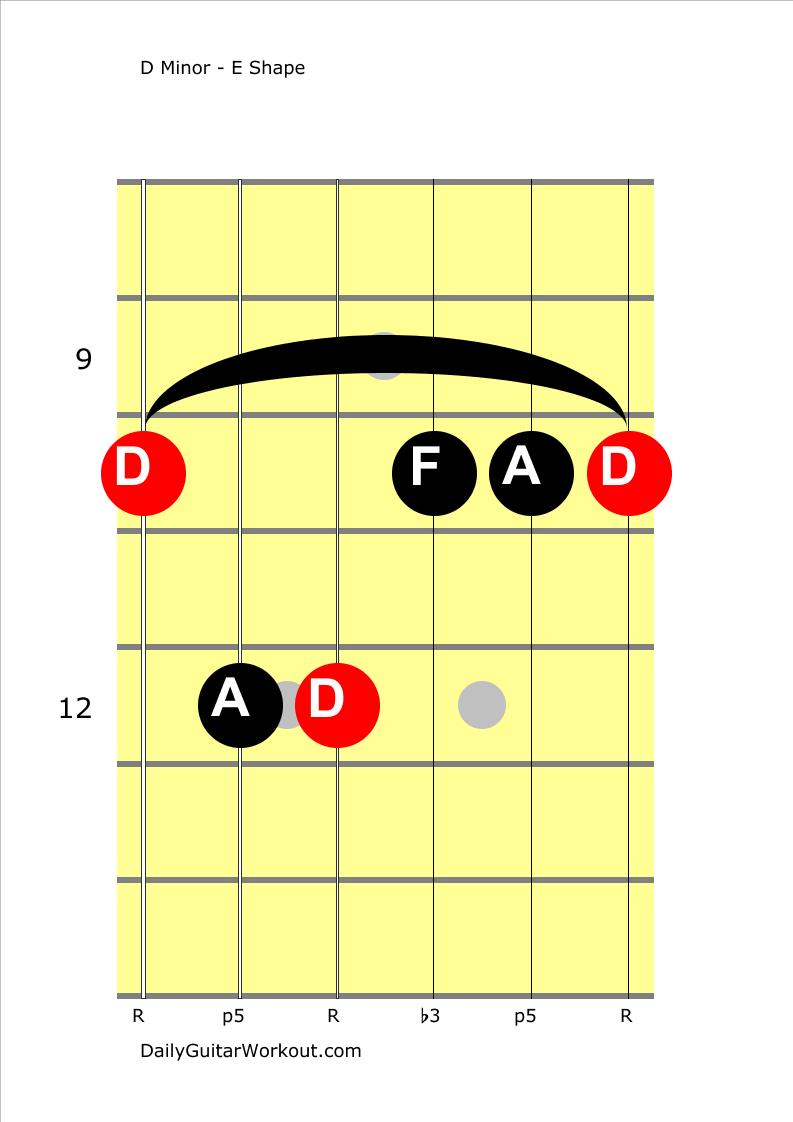 D Minor - E Shape
9
D F A D
12
A D
R p5 R ♭3 p5 R
DailyGuitarWorkout.com